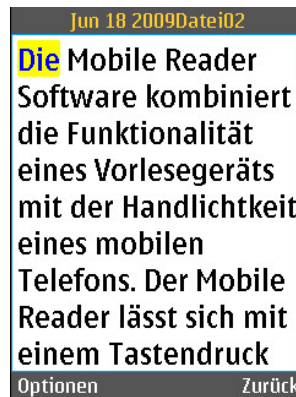 Jun 18 2009Datei02
Die Mobile Reader
Software kombiniert
die Funktionalität
eines Vorlesegeräts
mit der Handlichtkeit
eines mobilen
Telefons. Der Mobile
Reader lässt sich mit
einem Tastendruck
Optionen Zurück